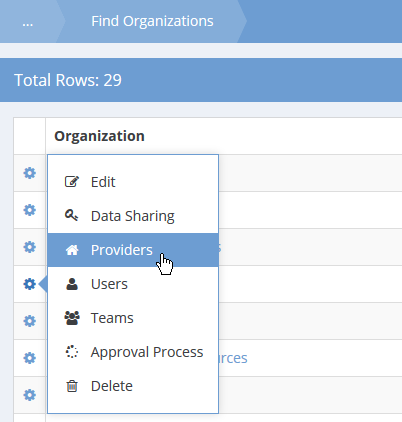 ...
Find Organizations
Total Rows: 29
Organization
Edit
Data Sharing
Providers
Users
Teams
Approval Process
Delete